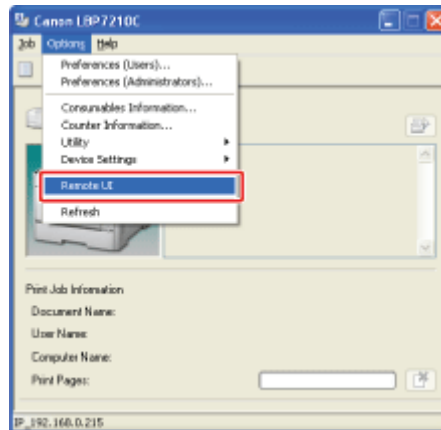 Canon LBP7210C
Job Options Help
Preferences (Users)...
Preferences (Administrators)...
Consumables Information...
Counter Information...
Utility
Device Settings
Remote UI
Refresh
Print Job Information
Document Name:
User Name:
Computer Name:
Print Pages:
IP_192.168.0.215